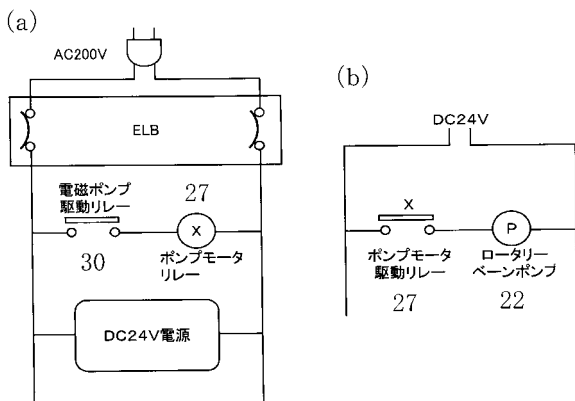 (a)
AC200V
ELB
電磁ポンプ
駆動リレー
27
X
30
ポンプモータ
リレー
DC24V電源
(b)
DC24V
X
P
ポンプモータ
駆動リレー
ロータリー
ベーンポンプ
27
22